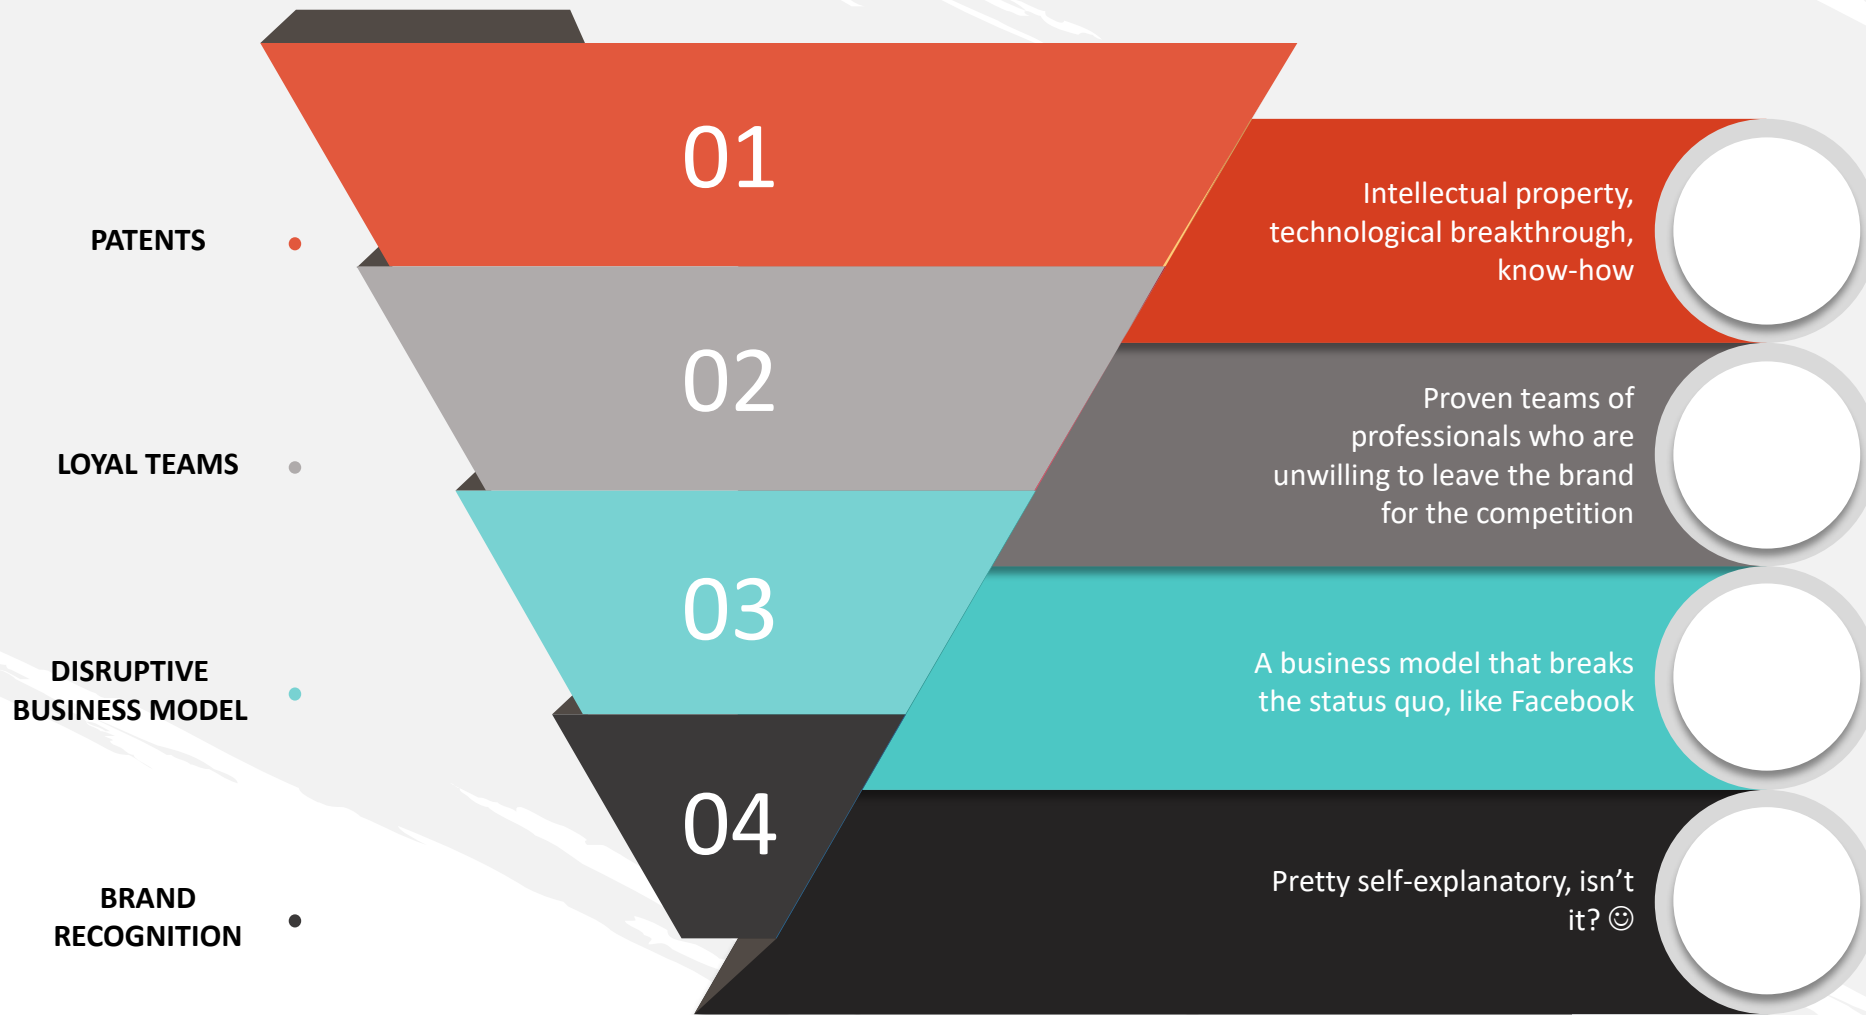 01
PATENTS
Intellectual property,
technological breakthrough,
know-how
02
LOYAL TEAMS
Proven teams of
professionals who are
unwilling to leave the brand
for the competition
03
DISRUPTIVE
BUSINESS MODEL
A business model that breaks
the status quo, like Facebook
04
BRAND
RECOGNITION
Pretty self-explanatory, isn’t
it? ☺